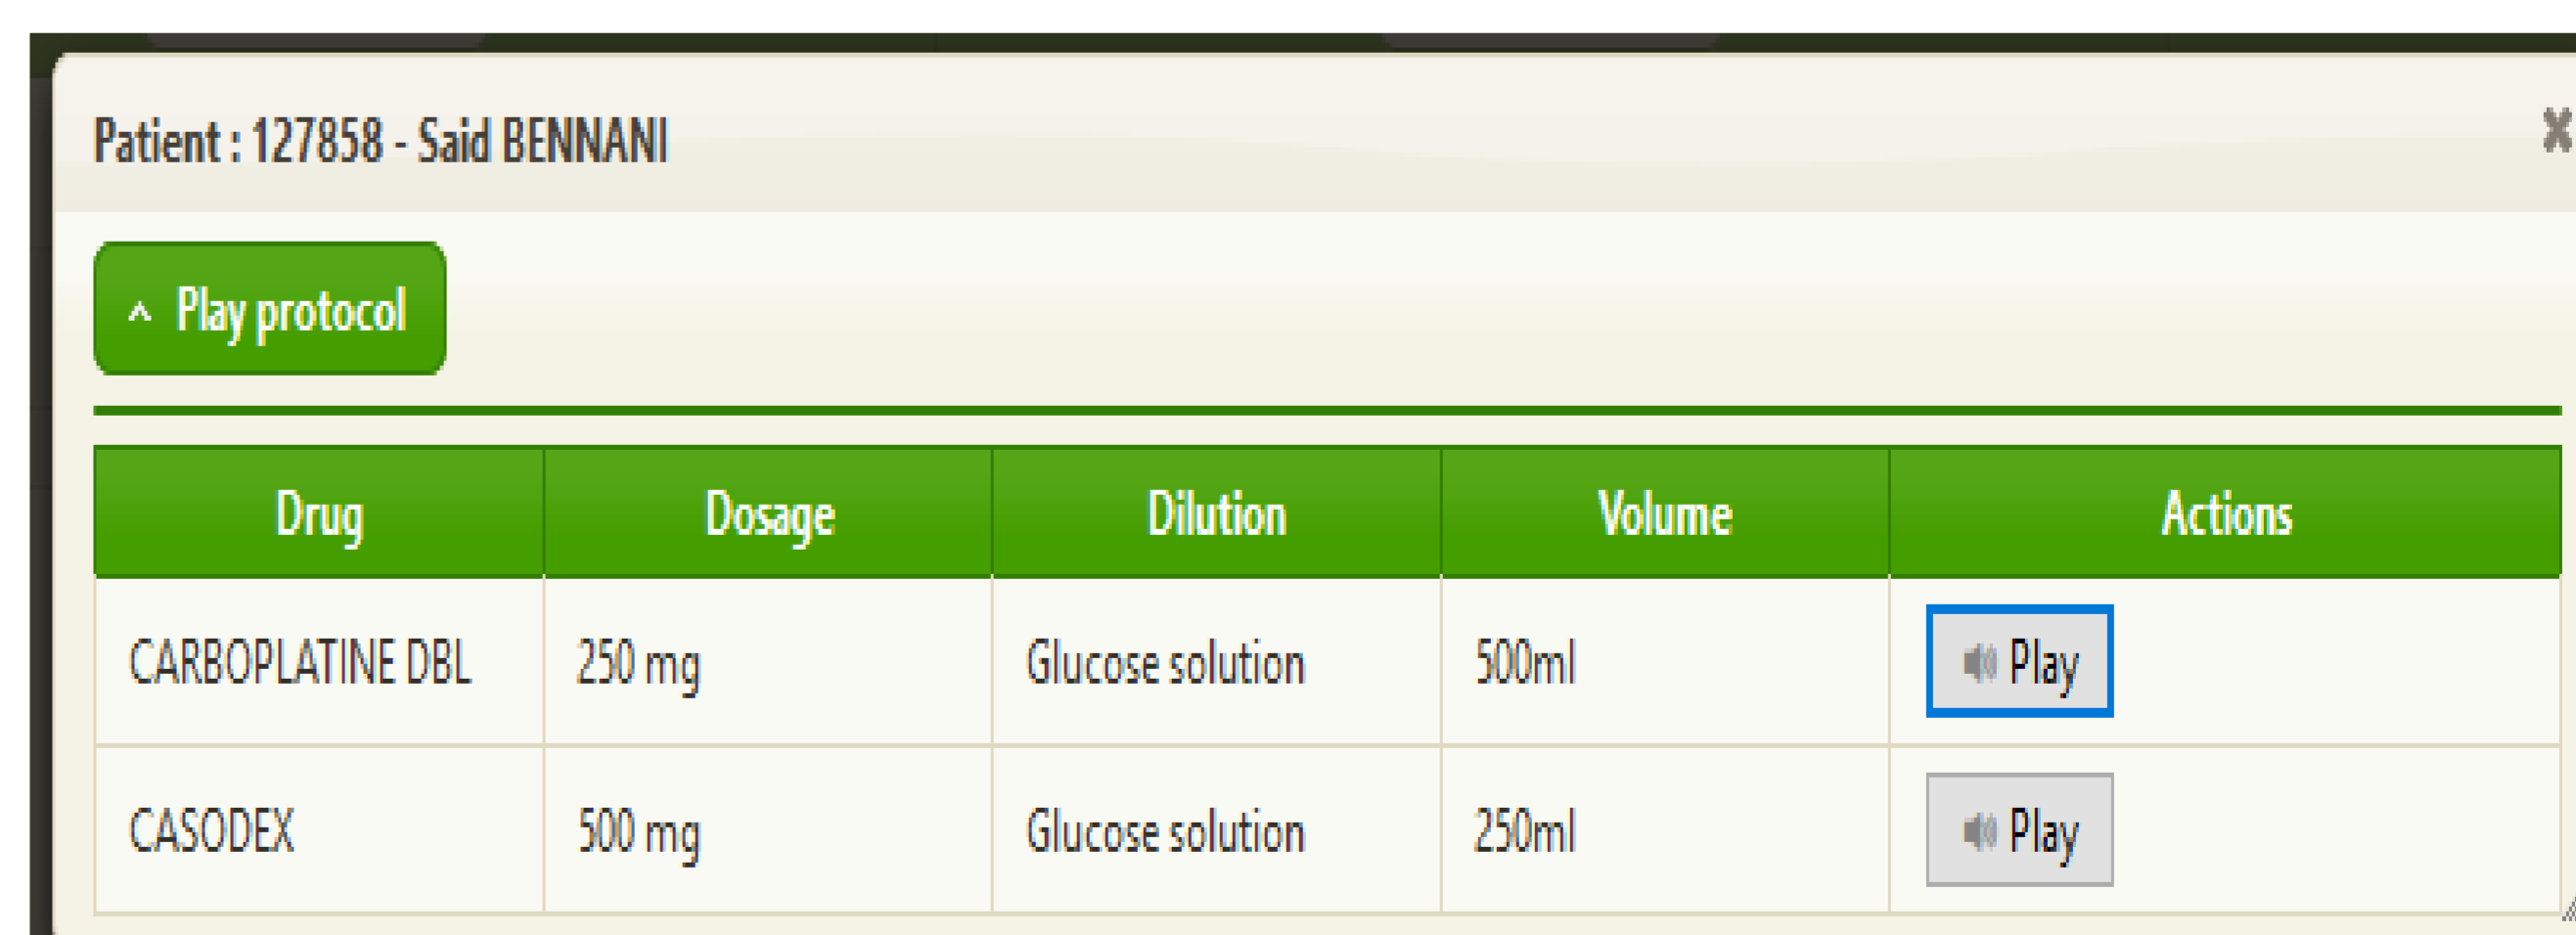 Patient : 127858 - Said BENNANI
Play protocol
Drug Dosage Dilution Volume Actions
CARBOPLATINE DBL 250 mg Glucose solution 500ml Play
CASODEX 500 mg Glucose solution 250ml Play